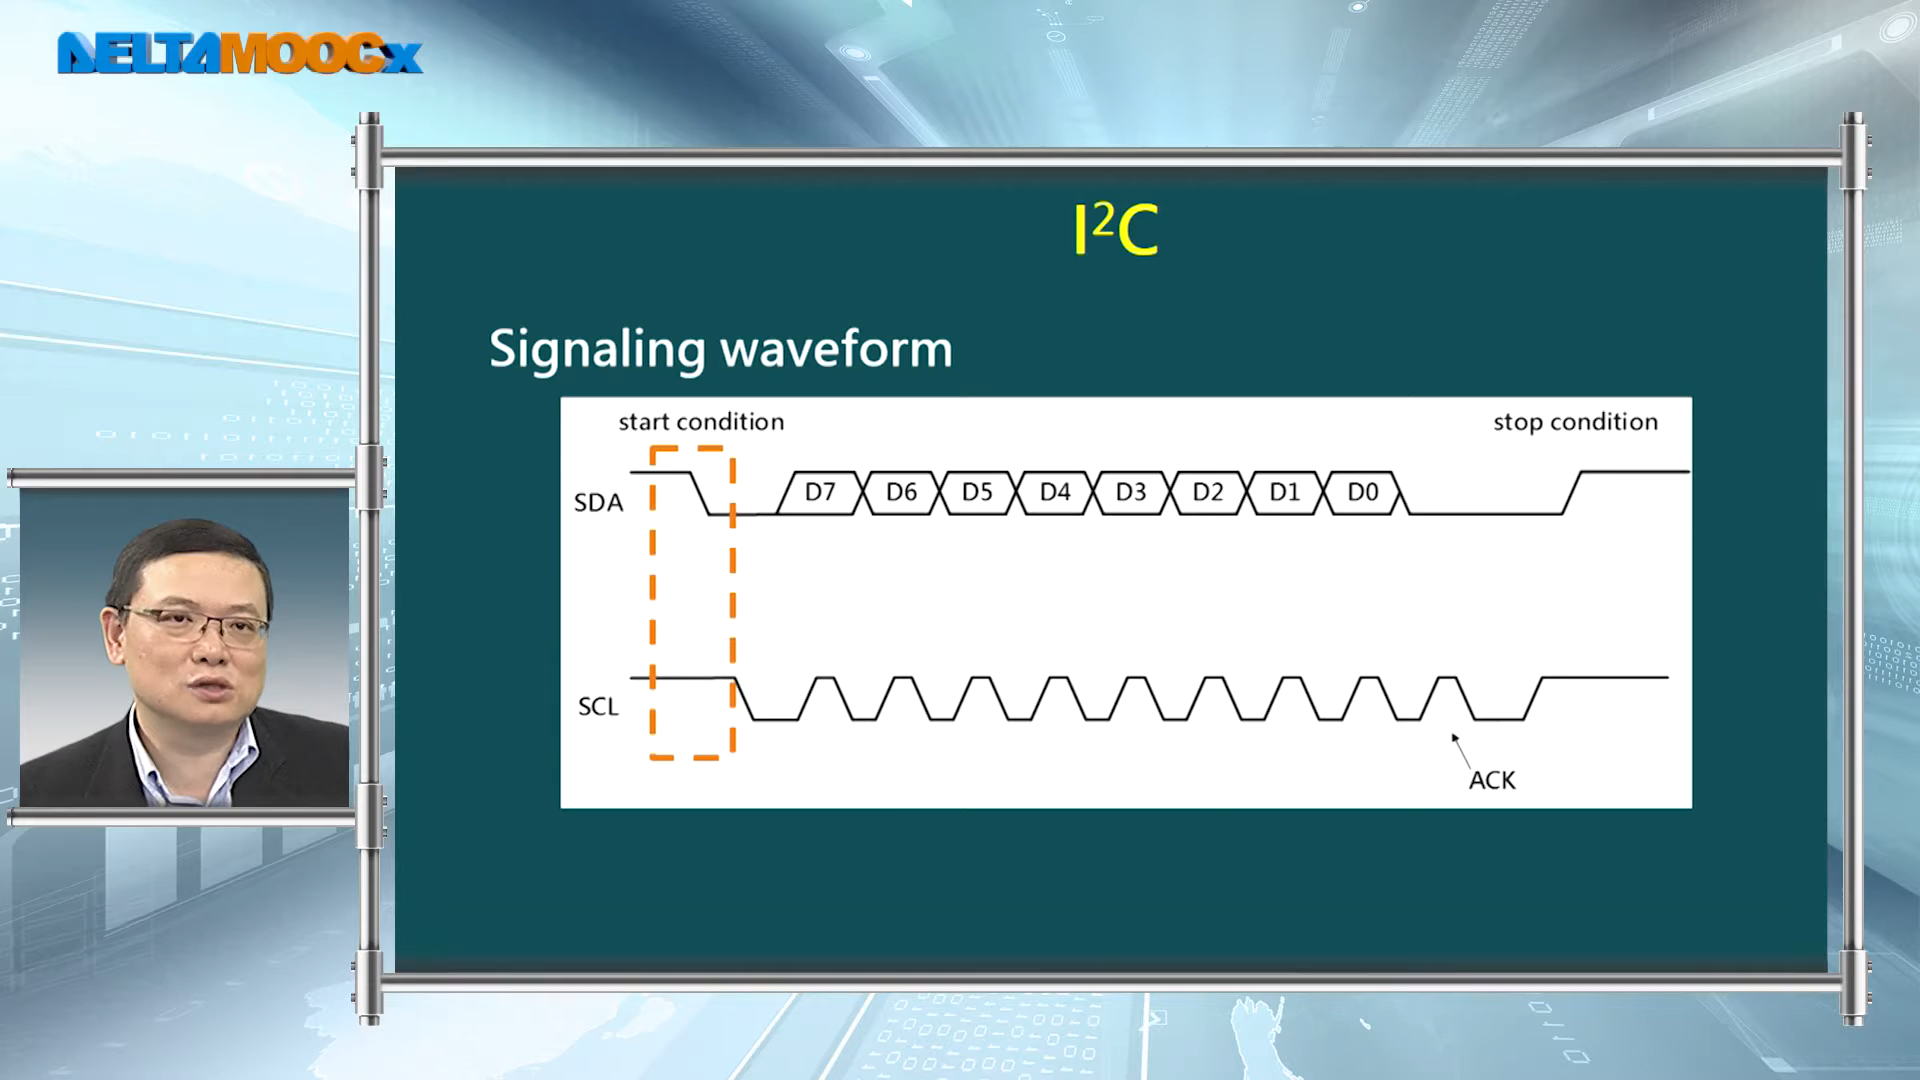 DELTAMOOCx
I²C
Signaling waveform
start condition
stop condition
SDA
D7 D6 D5 D4 D3 D2 D1 D0
SCL
ACK